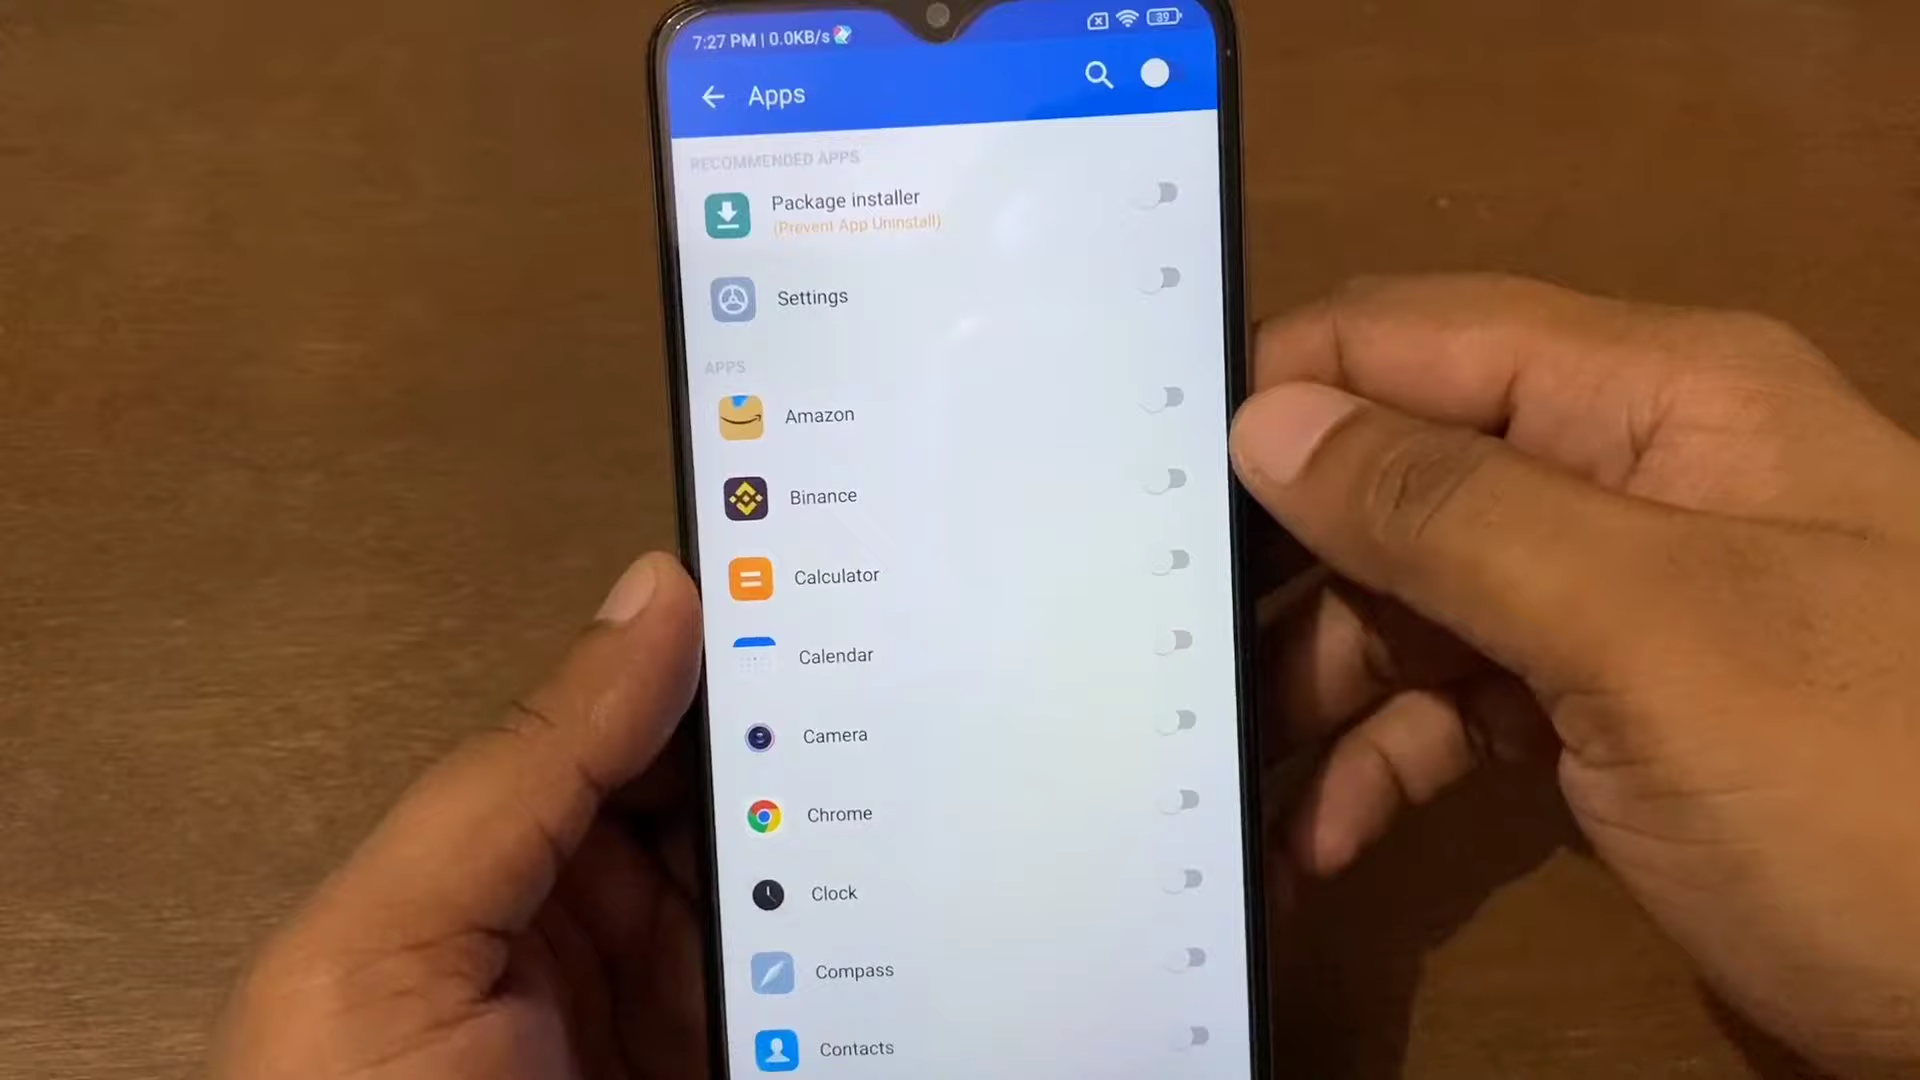 7:27 PM | 0.0KB/s
39
Apps
RECOMMENDED APPS
Package installer
(Prevent App Uninstall)
Settings
APPS
Amazon
Binance
Calculator
Calendar
Camera
Chrome
Clock
Compass
Contacts